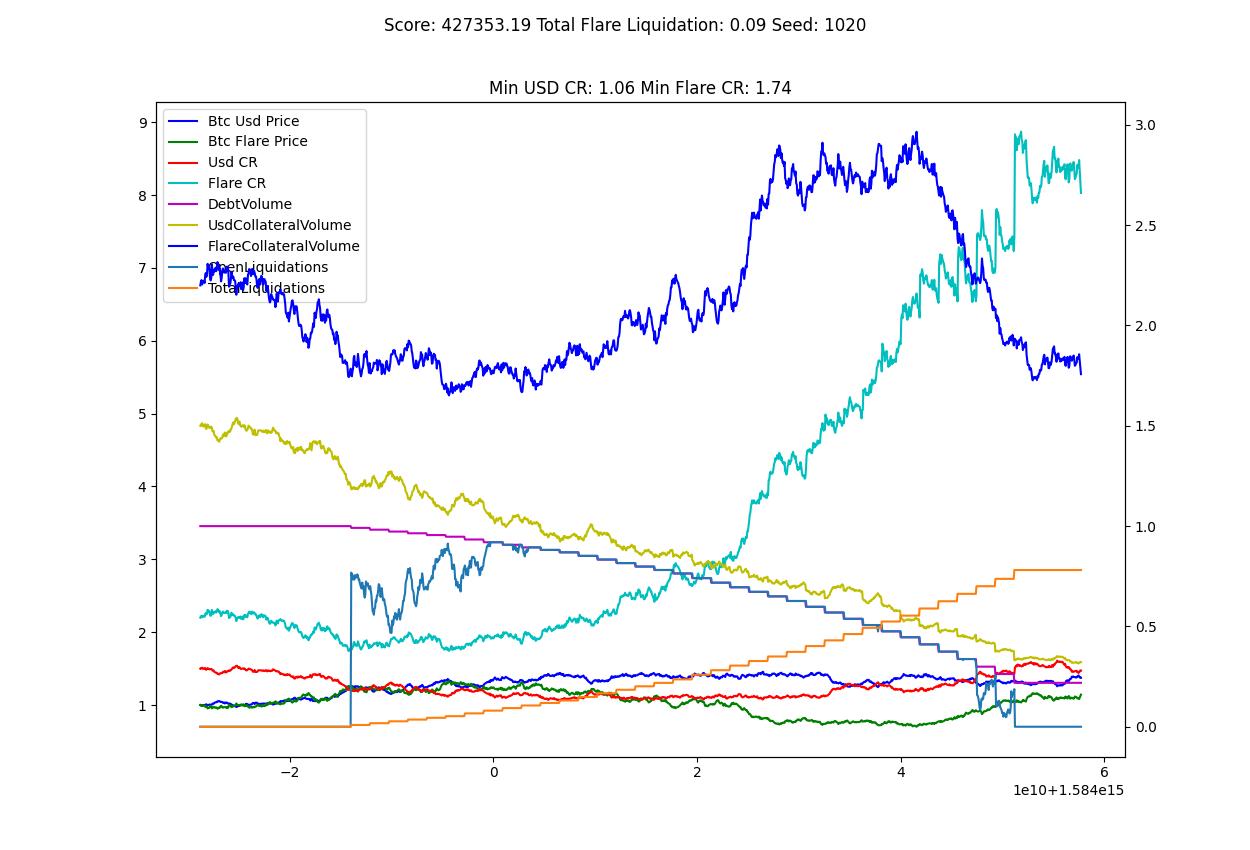 Score: 427353.19 Total Flare Liquidation: 0.09 Seed: 1020
Min USD CR: 1.06 Min Flare CR: 1.74
Btc Usd Price
Btc Flare Price
Usd CR
Flare CR
DebtVolume
UsdCollateralVolume
FlareCollateralVolume
OpenLiquidations
TotalLiquidations
9
8
7
6
5
4
3
2
1
3.0
2.5
2.0
1.5
1.0
0.5
0.0
−2
0
2
4
6
1e10+1.584e15